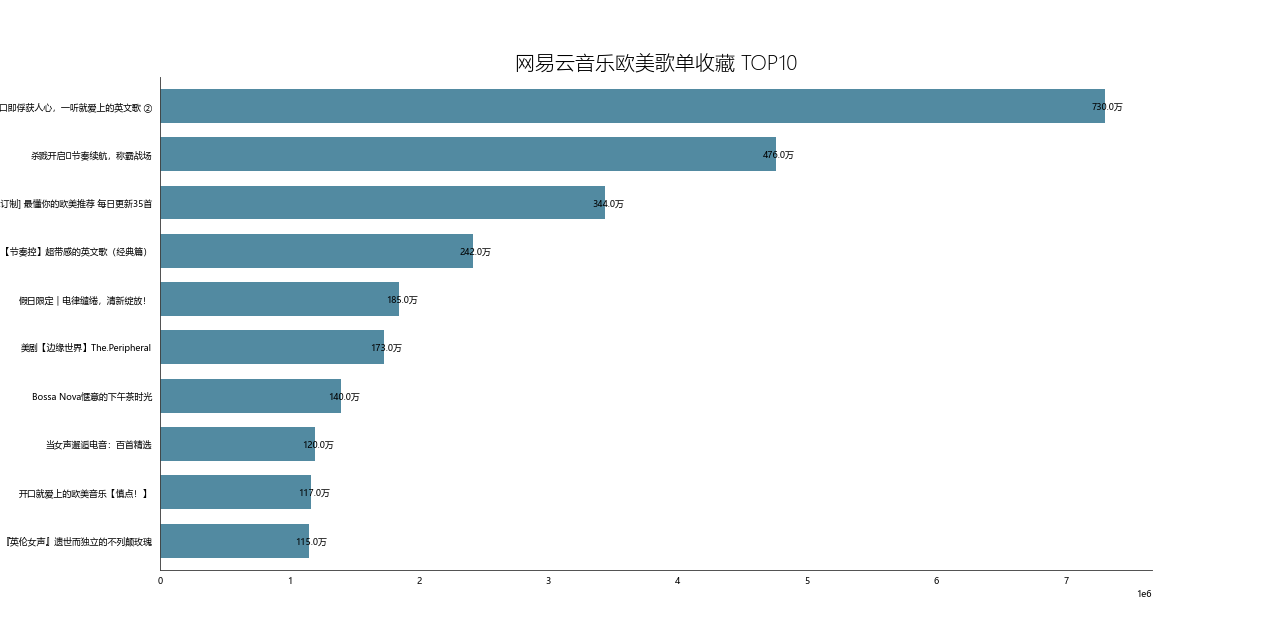 网易云音乐欧美歌单收藏 TOP10
口即俘获人心，一听就爱上的英文歌 ② 730.0万
杀戮开启□节奏续航，称霸战场 476.0万
订制] 最懂你的欧美推荐 每日更新35首 344.0万
【节奏控】超带感的英文歌（经典篇） 242.0万
假日限定 | 电律缱绻，清新绽放！ 185.0万
美剧【边缘世界】The.Peripheral 173.0万
Bossa Nova惬意的下午茶时光 140.0万
当女声邂逅电音：百首精选 120.0万
开口就爱上的欧美音乐【慎点！】 117.0万
『英伦女声』遗世而独立的不列颠玫瑰 115.0万
0 1 2 3 4 5 6 7
1e6